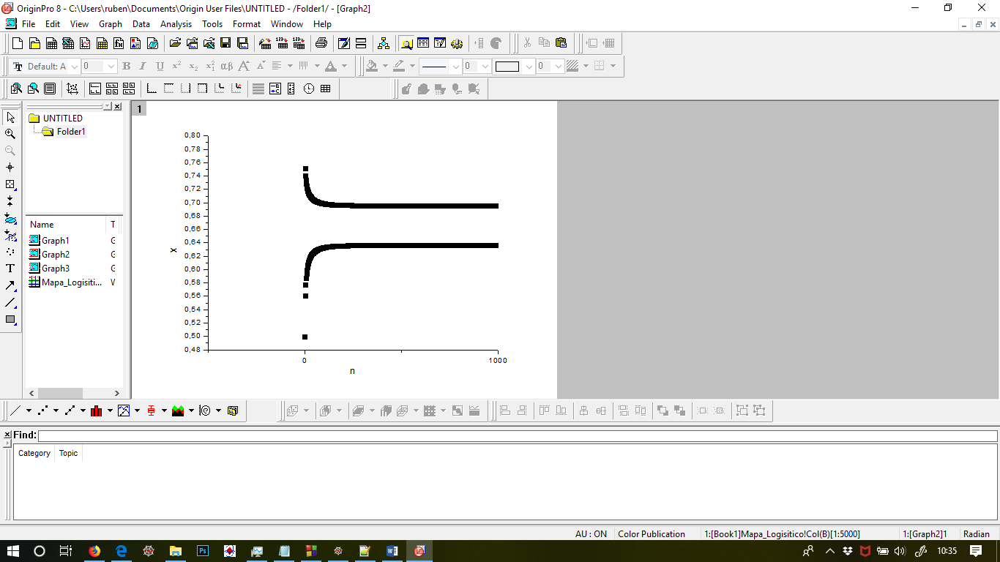 OriginPro 8 - C:\Users\ruben\Documents\Origin User Files\UNTITLED - /Folder1/ - [Graph2]
File Edit View Graph Data Analysis Tools Format Window Help
Default: A 0 B I U x² x₂ x₁² αβ A A A A 0 0
1
UNTITLED
Folder1
Name T
Graph1 G
Graph2 G
Graph3 G
Mapa_Logisiti... W
T
0,80
0,78
0,76
0,74
0,72
0,70
0,68
0,66
0,64
0,62
0,60
0,58
0,56
0,54
0,52
0,50
0,48
x
0 1000
n
Find:
Category Topic
AU : ON Color Publication 1:[Book1]Mapa_Logisitico!Col(B)[1:5000] 1:[Graph2]1 Radian
10:35